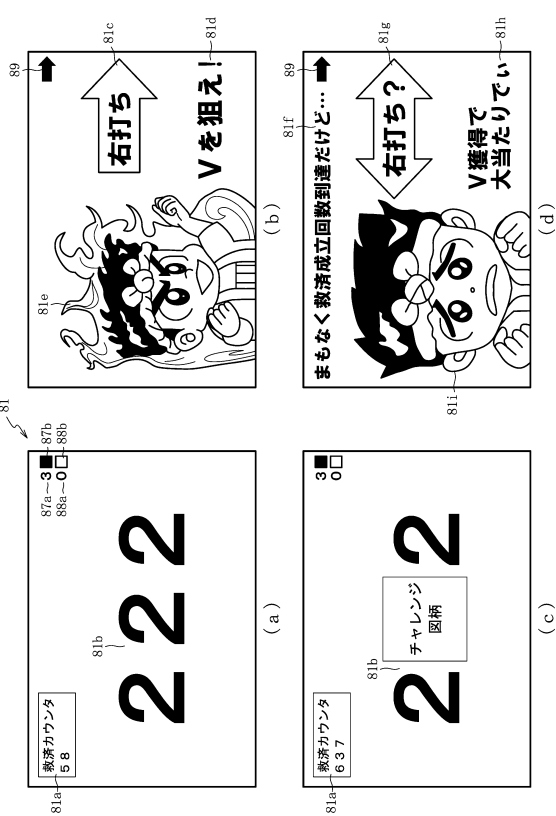 81
87a 3 87b
88a 0 88b
救済カウンタ
58
81a
81b
2 2 2
(a)
89
81c
81d
81e
右打ち
Vを狙え!
(b)
3
0
救済カウンタ
637
81a
81b
2
チャレンジ
図柄
2
(c)
81f
89
81g
81h
まもなく救済成立回数到達だけど…
右打ち?
V獲得で
大当たりでぃ
81i
(d)